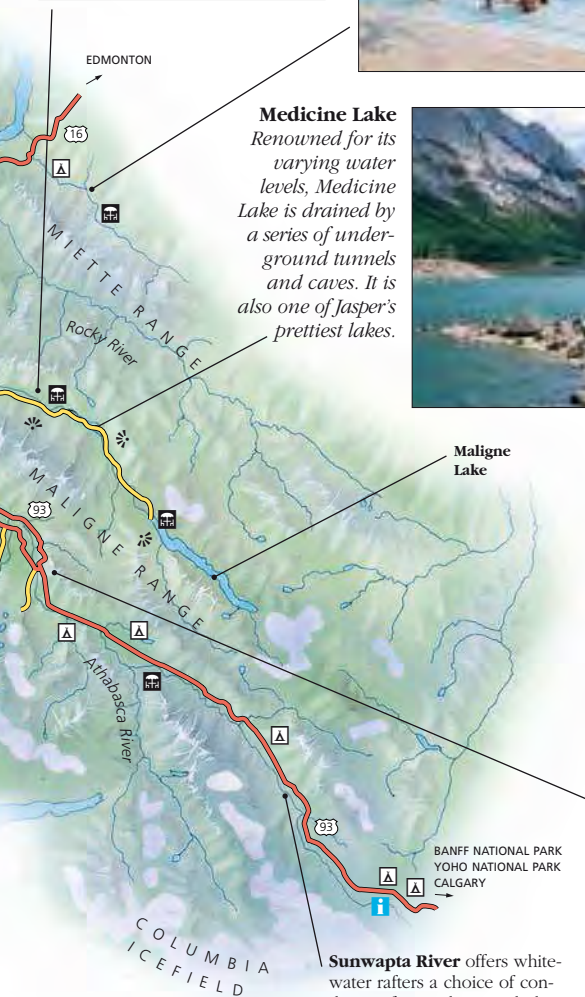 EDMONTON
16
Medicine Lake
Renowned for its
varying water
levels, Medicine
Lake is drained by
a series of under-
ground tunnels
and caves. It is
also one of Jasper's
prettiest lakes.
MIETTE RANGE
Rocky River
Maligne
Lake
MALIGNE RANGE
93
Athabasca River
93
BANFF NATIONAL PARK
YOHO NATIONAL PARK
CALGARY
i
COLUMBIA
ICEFIELD
Sunwapta River offers white-
water rafters a choice of con-